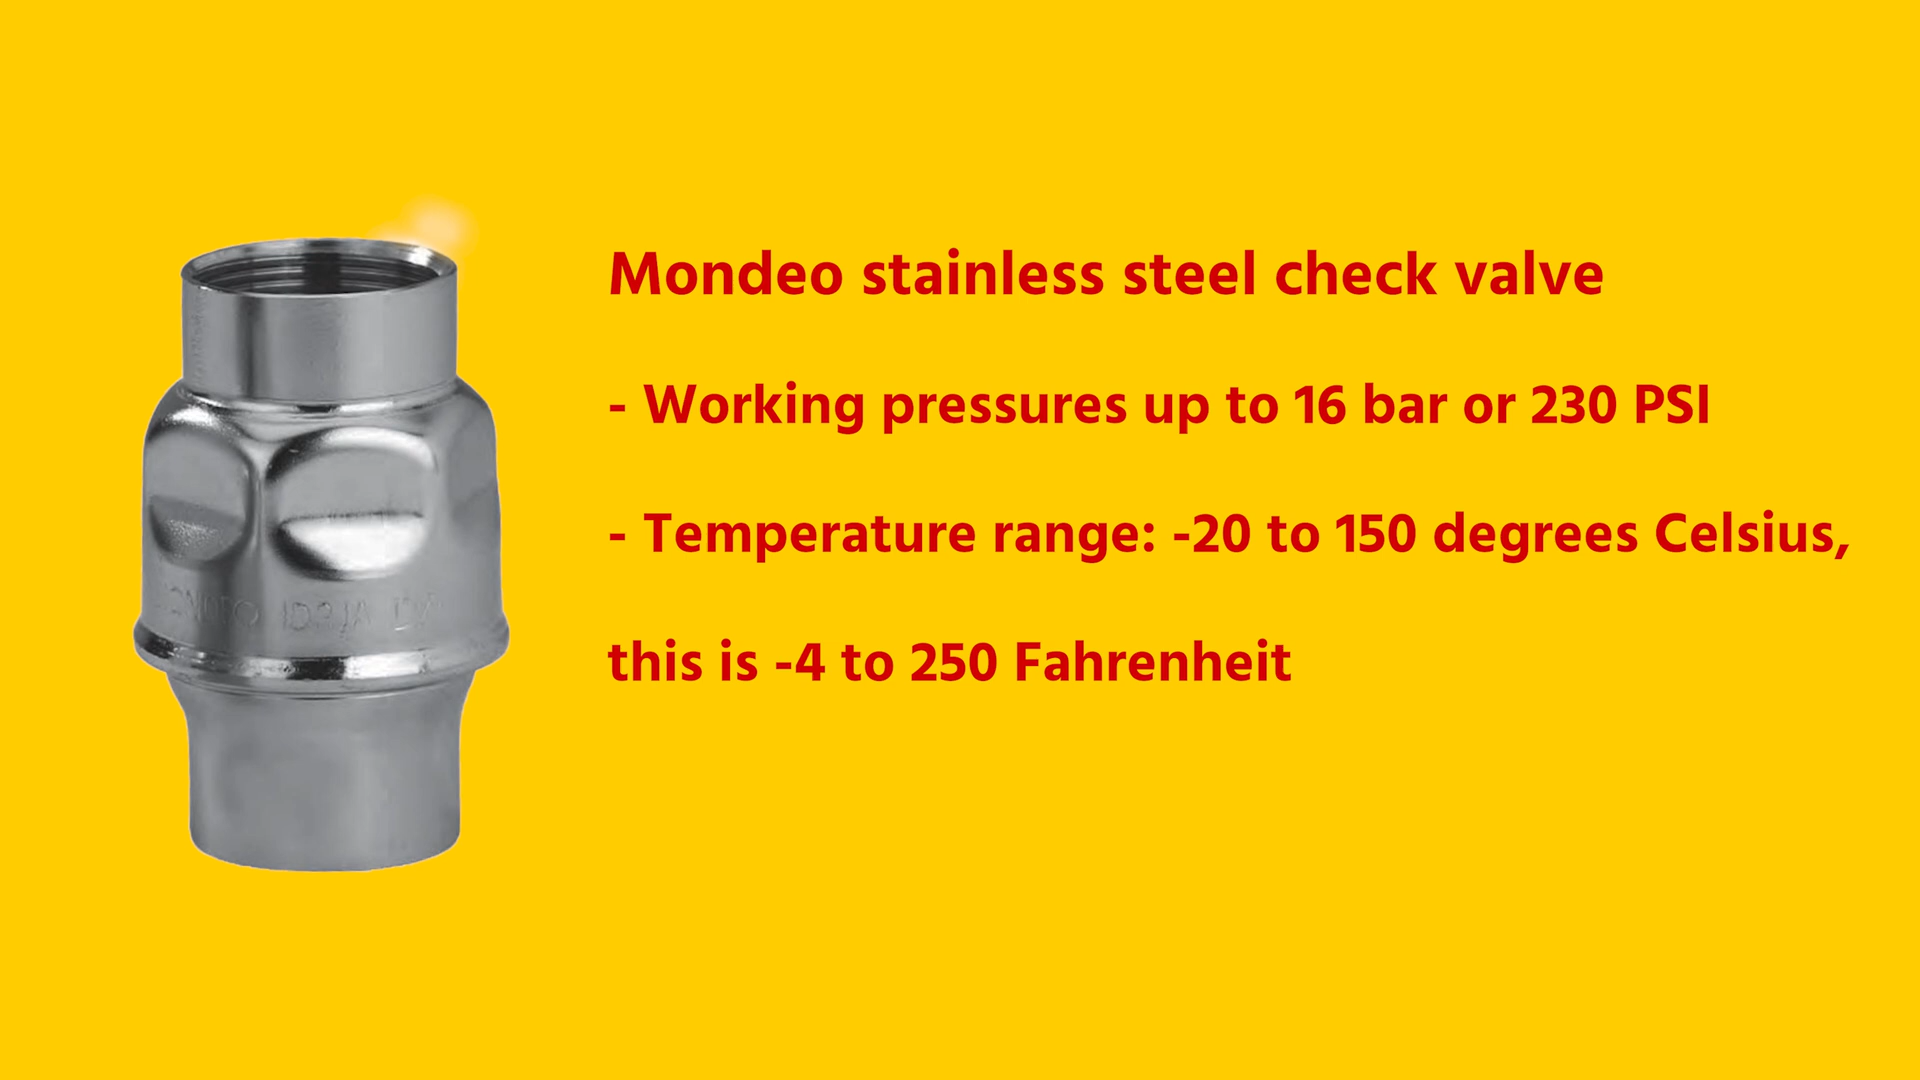 Mondeo stainless steel check valve
- Working pressures up to 16 bar or 230 PSI
- Temperature range: -20 to 150 degrees Celsius,
this is -4 to 250 Fahrenheit